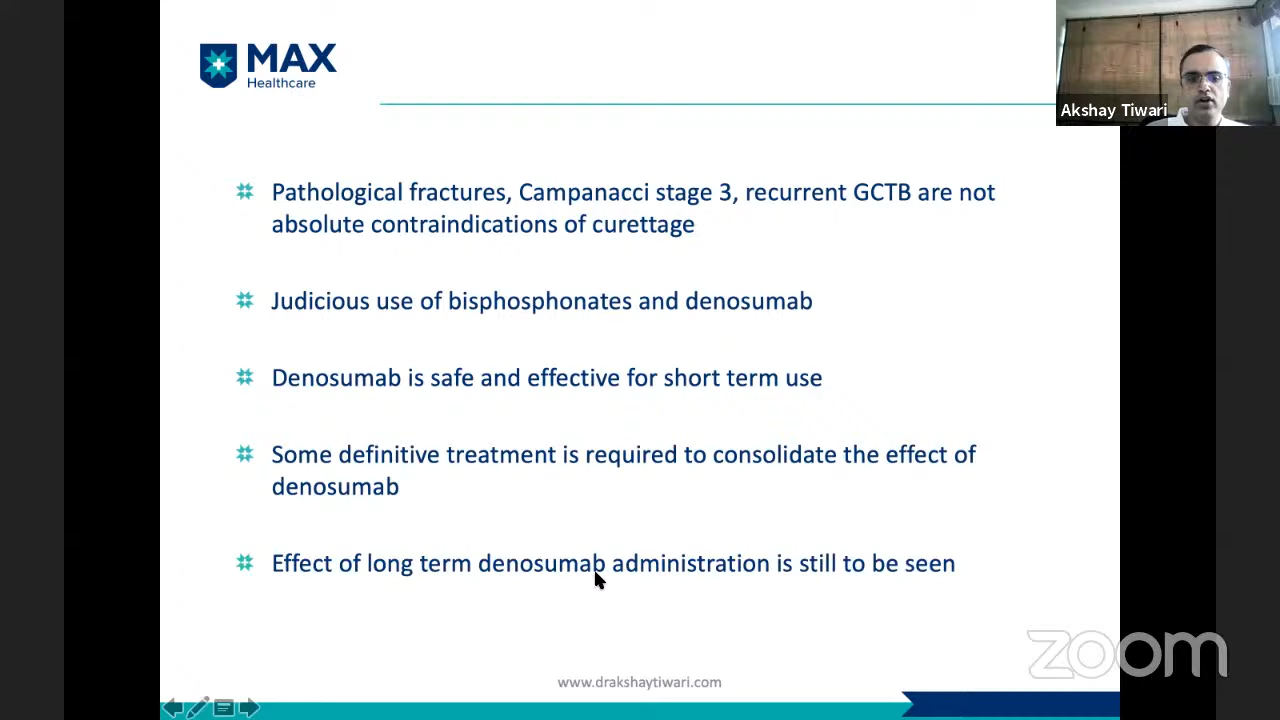 MAX
Healthcare
Akshay Tiwari
Pathological fractures, Campanacci stage 3, recurrent GCTB are not
absolute contraindications of curettage
Judicious use of bisphosphonates and denosumab
Denosumab is safe and effective for short term use
Some definitive treatment is required to consolidate the effect of
denosumab
Effect of long term denosumab administration is still to be seen
zoom
www.drakshaytiwari.com